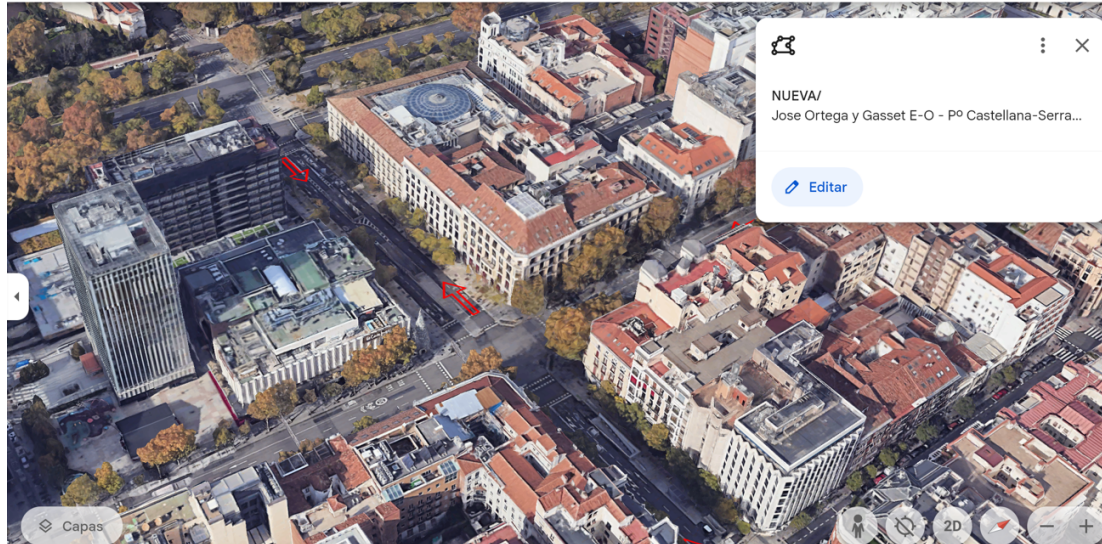 NUEVA/
Jose Ortega y Gasset E-O - Pº Castellana-Serra...
Editar
Capas
2D